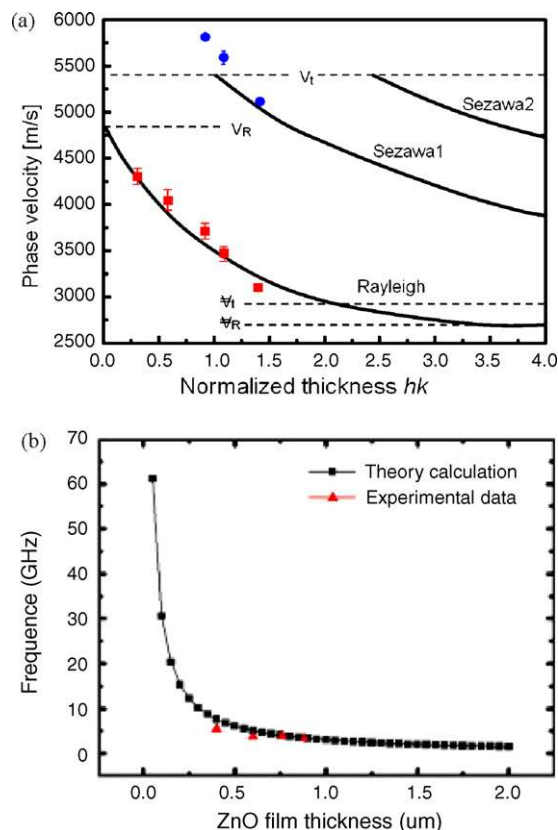 (a)
6000
5500
5000
4500
4000
3500
3000
2500
Phase velocity [m/s]
Vt
VR
Sezawa2
Sezawa1
Rayleigh
0.0 0.5 1.0 1.5 2.0 2.5 3.0 3.5 4.0
Normalized thickness hk
(b)
70
60
50
40
30
20
10
0
Frequence (GHz)
Theory calculation
Experimental data
0.0 0.5 1.0 1.5 2.0
ZnO film thickness (um)